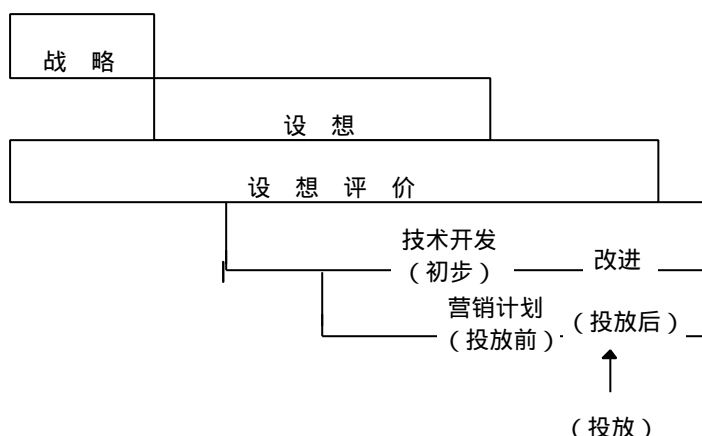 战 略
设 想
设 想 评 价
技术开发
（初步）
改进
营销计划
（投放前）
（投放后）
（投放）